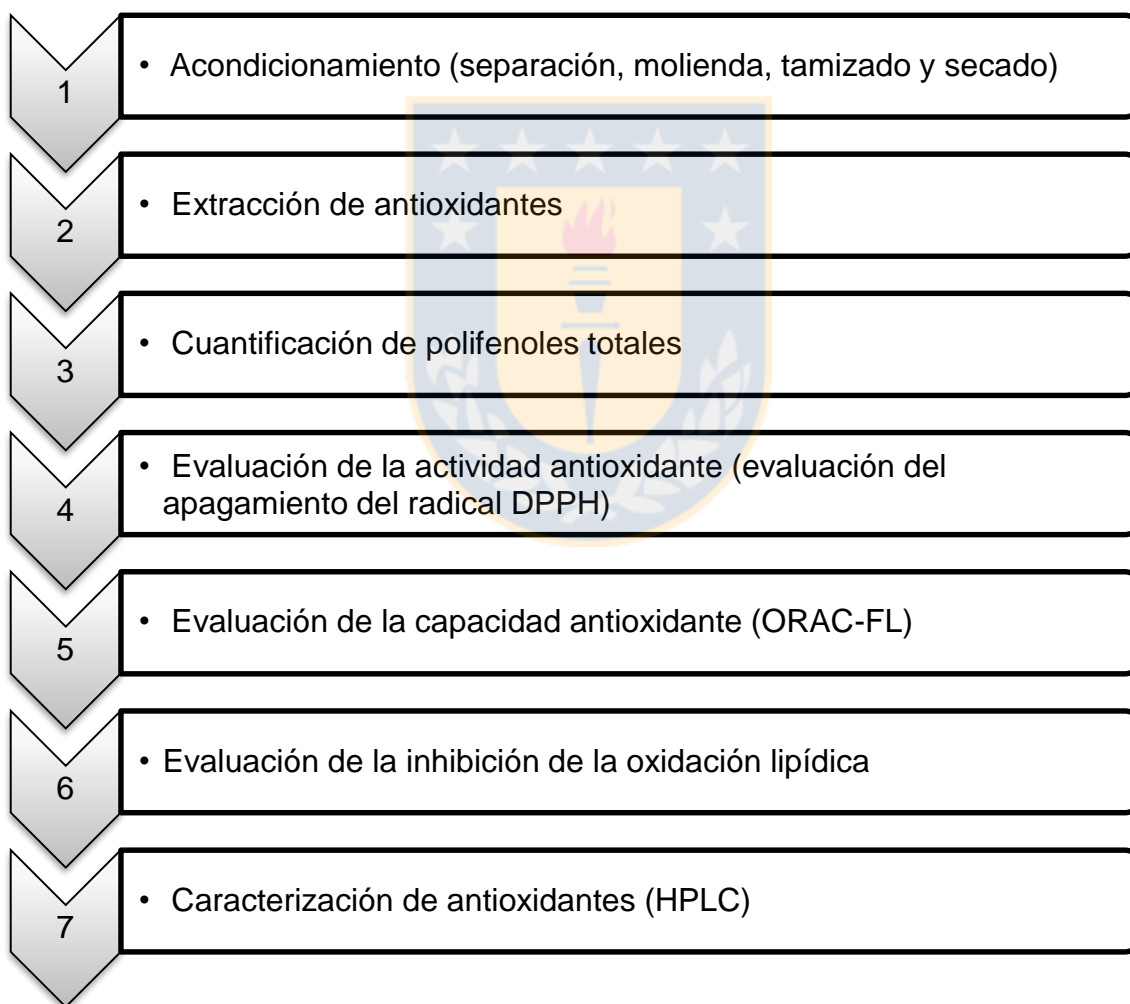 1
• Acondicionamiento (separación, molienda, tamizado y secado)
2
• Extracción de antioxidantes
3
• Cuantificación de polifenoles totales
4
• Evaluación de la actividad antioxidante (evaluación del
apagamiento del radical DPPH)
5
• Evaluación de la capacidad antioxidante (ORAC-FL)
6
• Evaluación de la inhibición de la oxidación lipídica
7
• Caracterización de antioxidantes (HPLC)